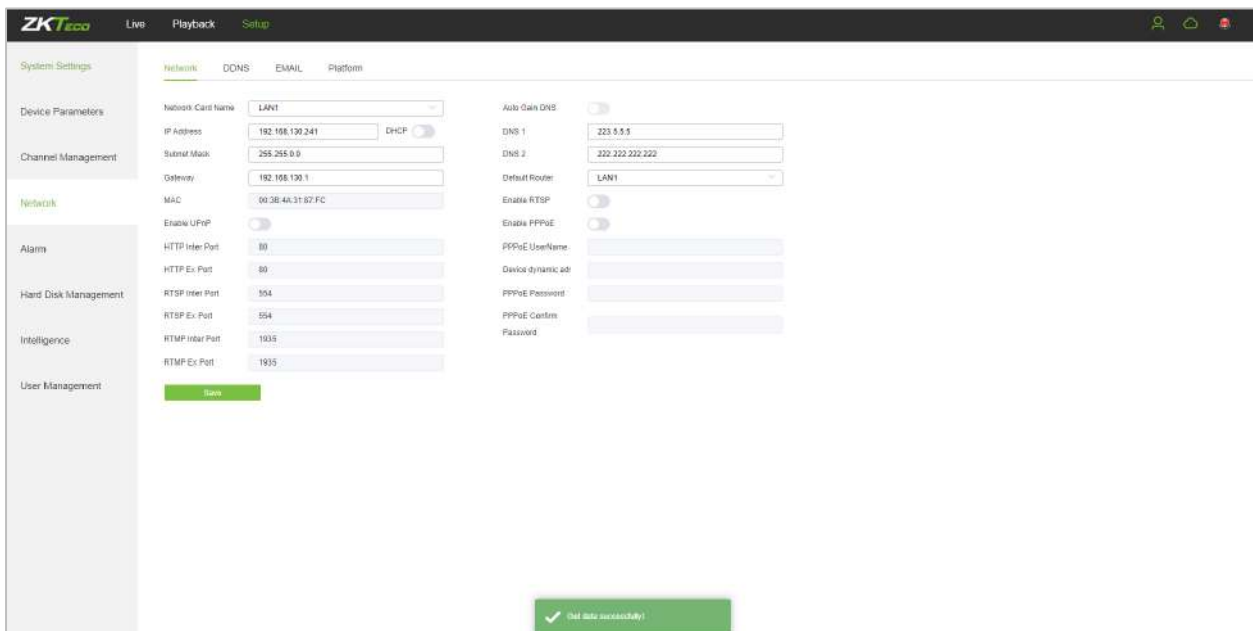 ZKTeco Live Playback Setup
System Settings
Device Parameters
Channel Management
Network
Alarm
Hard Disk Management
Intelligence
User Management
Network DDNS EMAIL Platform
Network Card Name LAN1
IP Address 192.168.130.241 DHCP
Subnet Mask 255.255.0.0
Gateway 192.168.130.1
MAC 00:3B:4A:31:67:FC
Enable UPnP
HTTP Inter Port 80
HTTP Ex Port 80
RTSP Inter Port 554
RTSP Ex Port 554
RTMP Inter Port 1935
RTMP Ex Port 1935
Save
Auto Gain DNS
DNS 1 223.5.5.5
DNS 2 222.222.222.222
Default Router LAN1
Enable RTSP
Enable PPPoE
PPPoE UserName
Device dynamic adr
PPPoE Password
PPPoE Confirm
Password
Get data successfully!